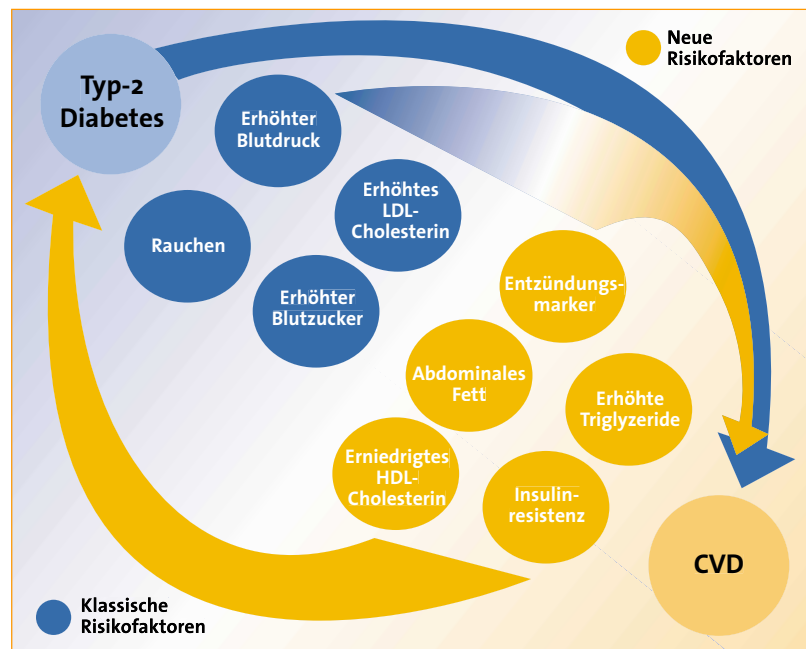 Neue
Risikofaktoren
Typ-2
Diabetes
Erhöhter
Blutdruck
Erhöhtes
LDL-
Cholesterin
Rauchen
Erhöhter
Blutzucker
Entzündungs-
marker
Abdominales
Fett
Erhöhte
Triglyzeride
Erniedrigtes
HDL-
Cholesterin
Insulin-
resistenz
CVD
Klassische
Risikofaktoren